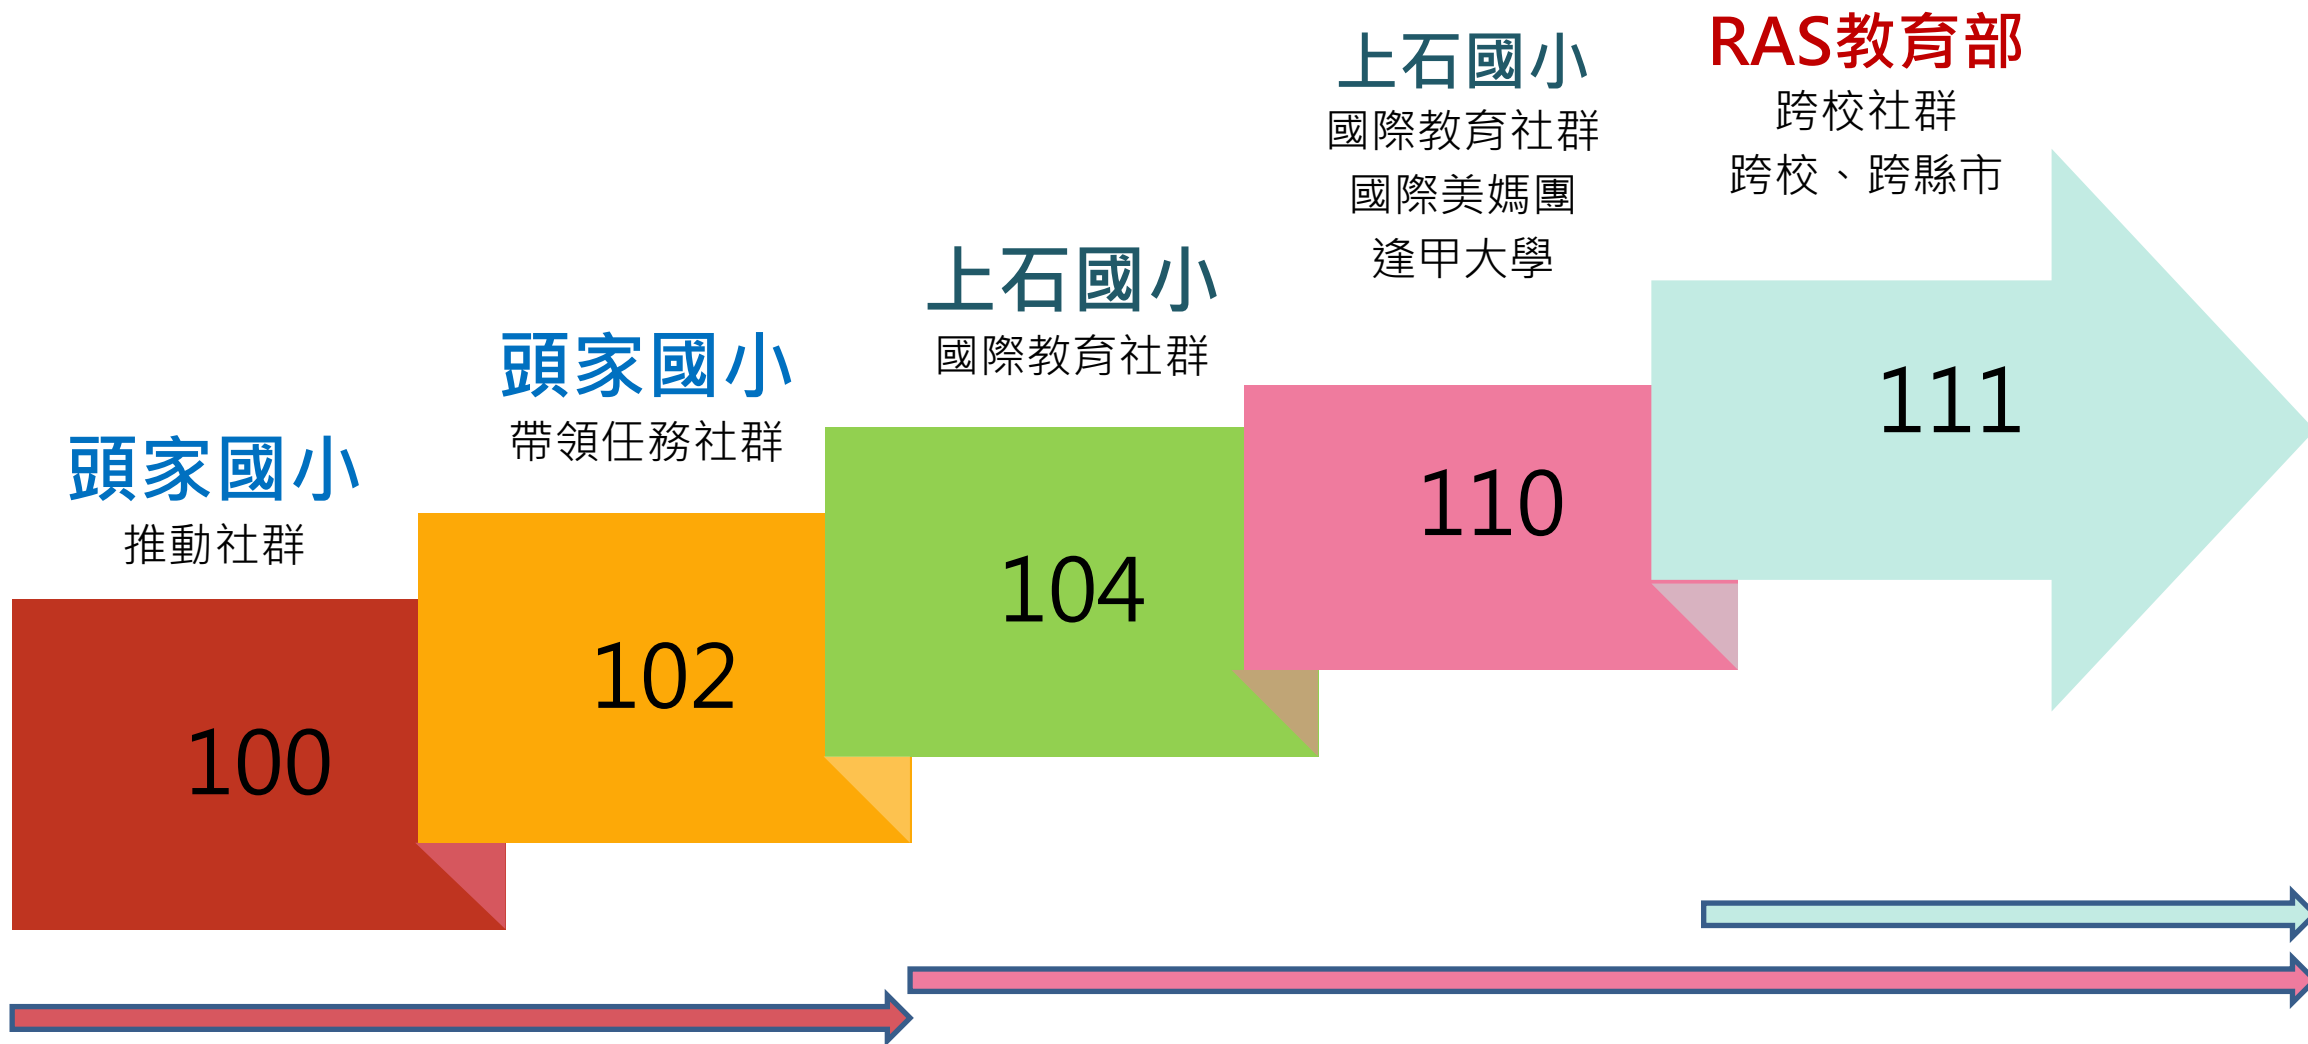 頭家國小
推動社群
100
頭家國小
帶領任務社群
102
上石國小
國際教育社群
104
上石國小
國際教育社群
國際美媽團
逢甲大學
110
RAS教育部
跨校社群
跨校、跨縣市
111